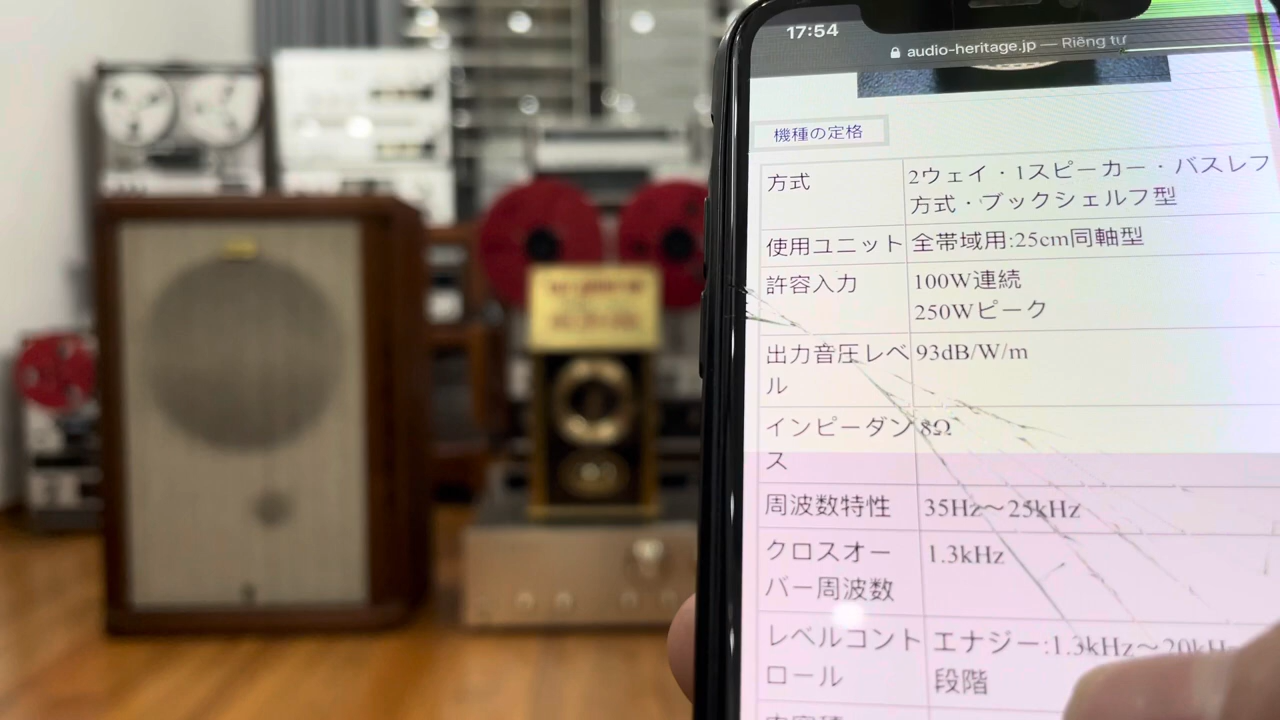 17:54
audio-heritage.jp — Riêng tư
機種の定格
方式
2ウェイ・1スピーカー・バスレフ
方式・ブックシェルフ型
使用ユニット
全帯域用:25cm同軸型
許容入力
100W連続
250Wピーク
出力音圧レベ
ル
93dB/W/m
インピーダン
ス
8Ω
周波数特性
35Hz～25kHz
クロスオー
バー周波数
1.3kHz
レベルコント
ロール
エナジー:1.3kHz～20kHz
段階